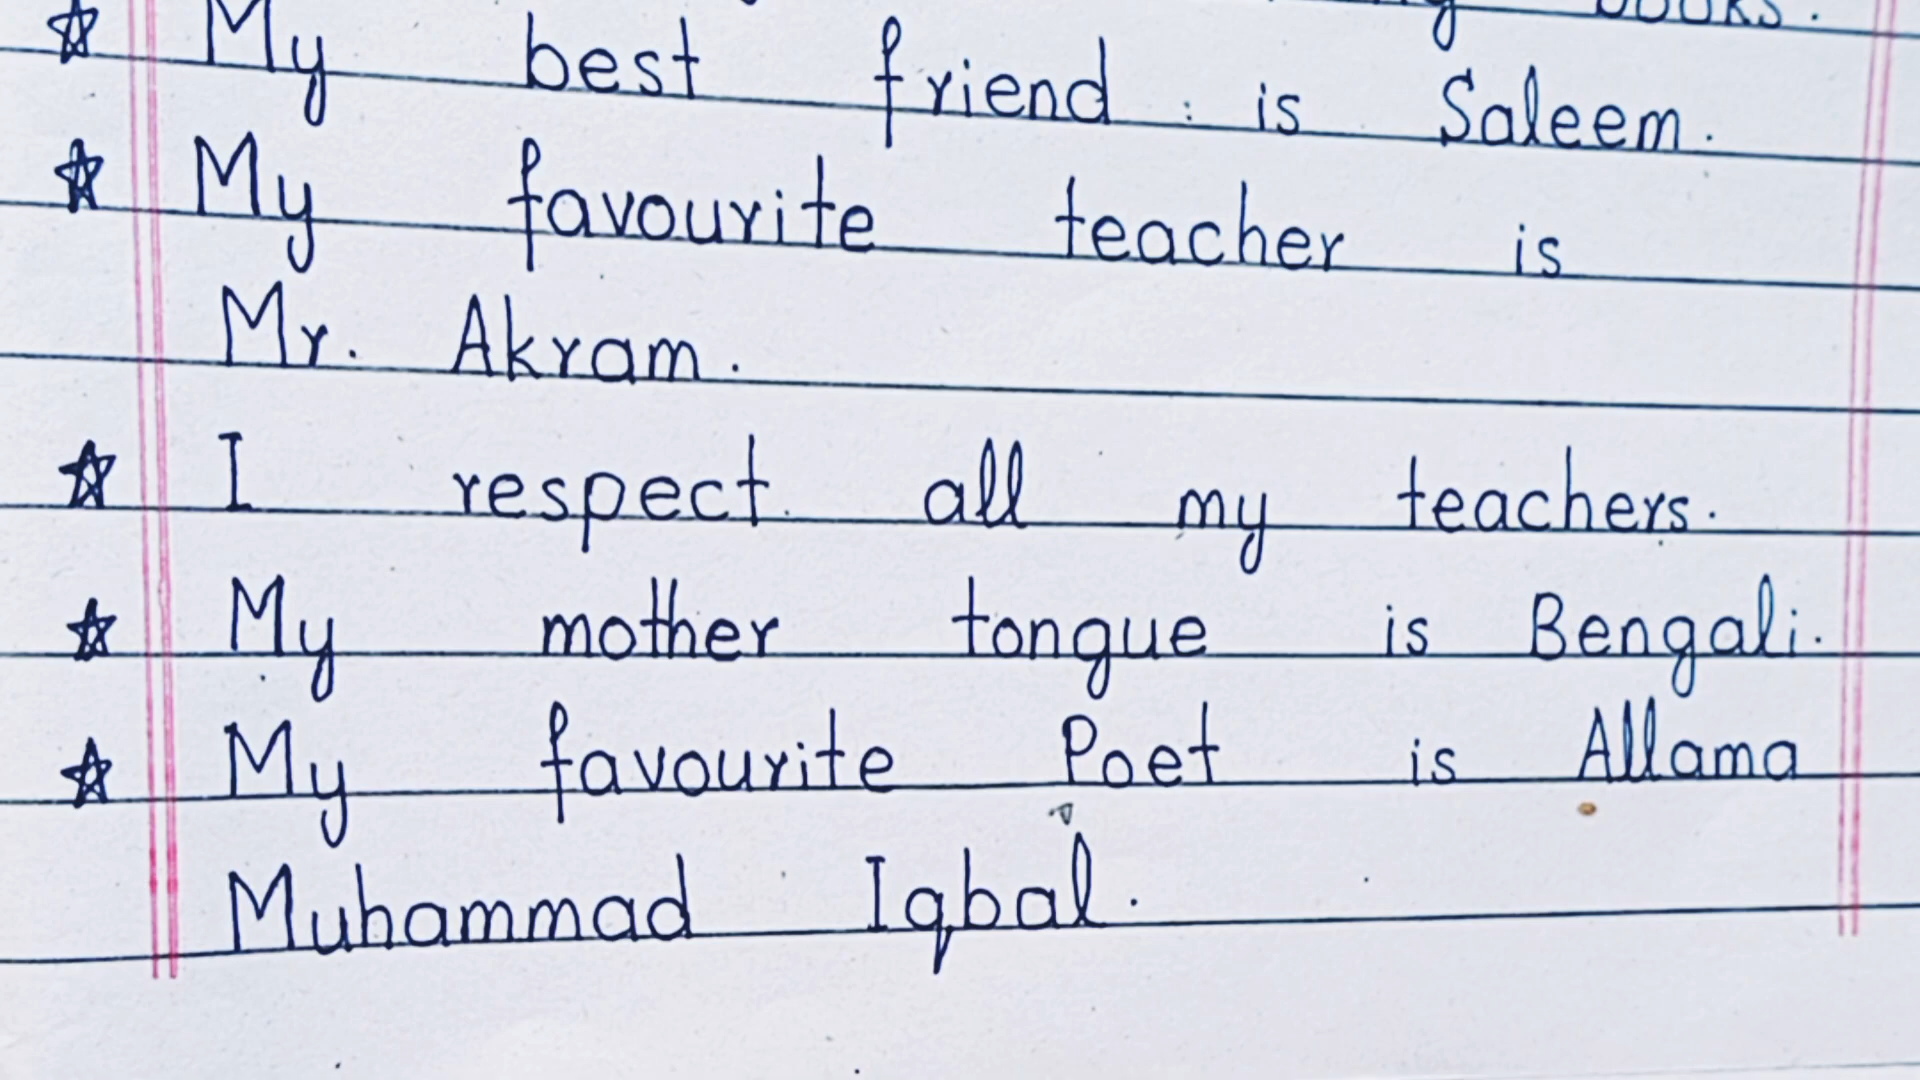 books.
☆ My best friend is Saleem.
☆ My favourite teacher is
Mr. Akram.
☆ I respect all my teachers.
☆ My mother tongue is Bengali.
☆ My favourite Poet is Allama
Muhammad Iqbal.